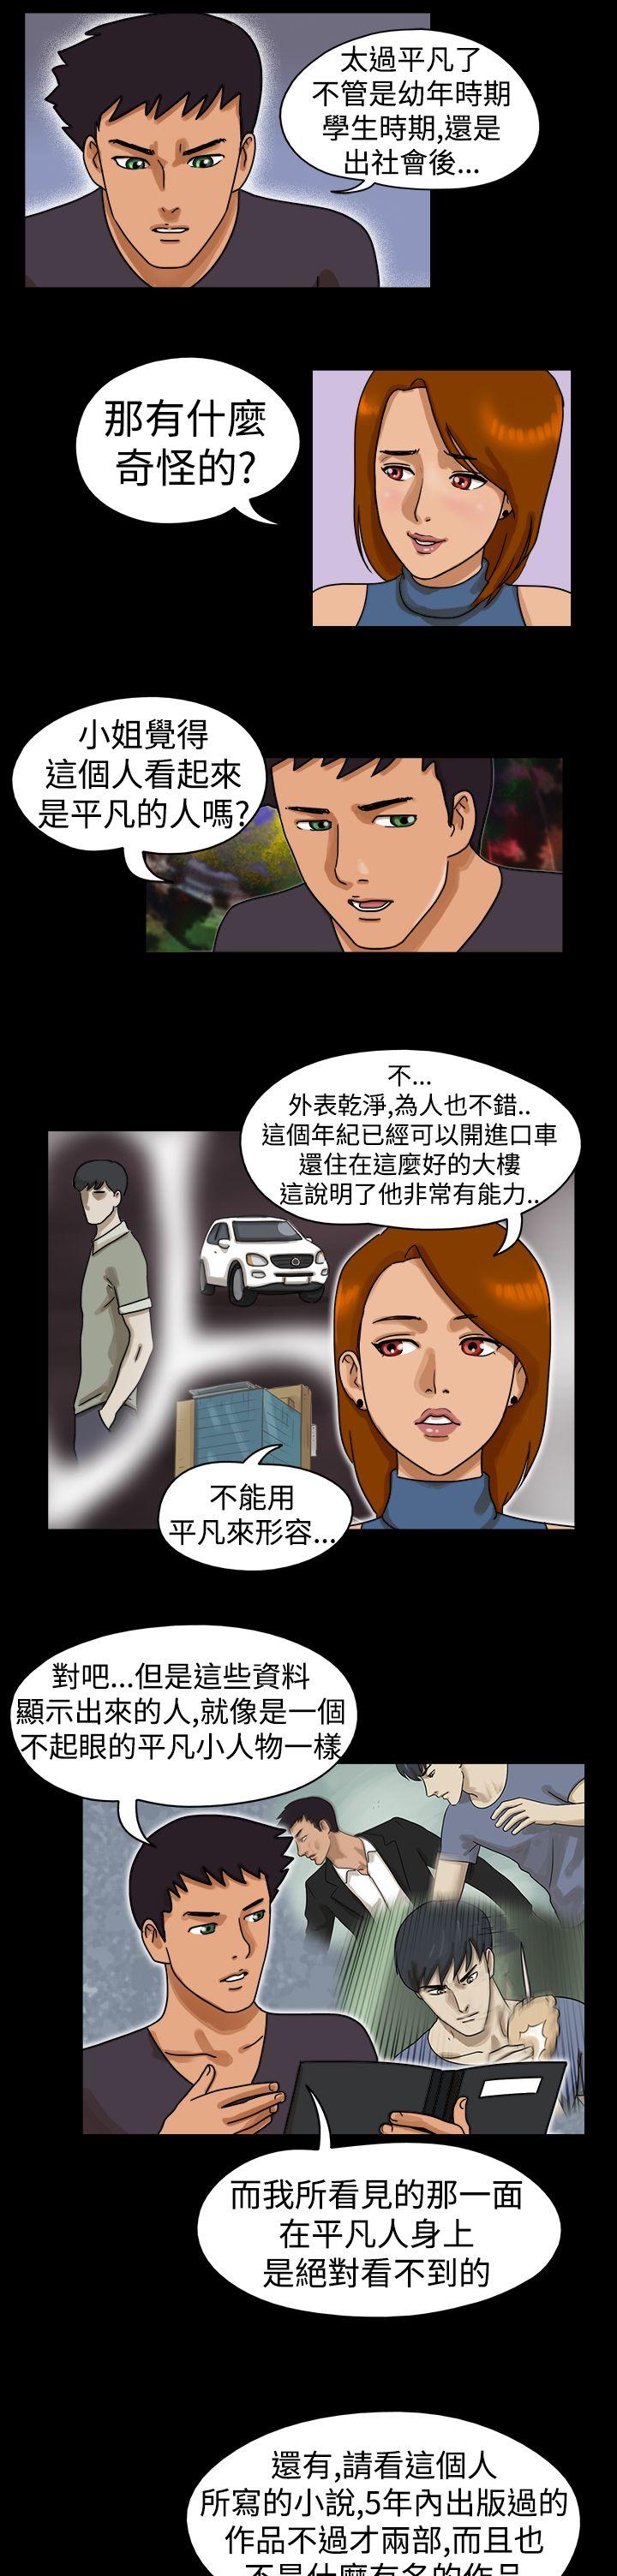 太過平凡了
不管是幼年時期
學生時期,還是
出社會後...
那有什麼
奇怪的?
小姐覺得
這個人看起來
是平凡的人嗎?
不...
外表乾淨,為人也不錯..
這個年紀已經可以開進口車
還住在這麼好的大樓
這說明了他非常有能力..
不能用
平凡來形容...
對吧...但是這些資料
顯示出來的人,就像是一個
不起眼的平凡小人物一樣
而我所看見的那一面
在平凡人身上
是絕對看不到的
還有,請看這個人
所寫的小說,5年內出版過的
作品不過才兩部,而且也
不是什麼有名的作品